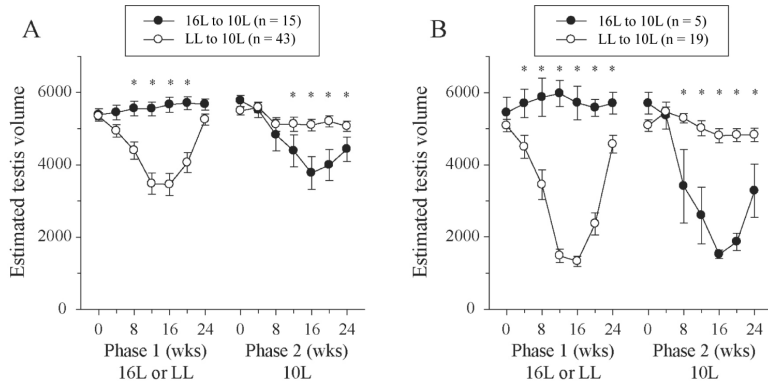 A
16L to 10L (n = 15)
LL to 10L (n = 43)
Estimated testis volume
6000
4000
2000
0
* * * *
* * * *
0 8 16 24 0 8 16 24
Phase 1 (wks) Phase 2 (wks)
16L or LL 10L
B
16L to 10L (n = 5)
LL to 10L (n = 19)
Estimated testis volume
6000
4000
2000
0
* * * * * *
* * * * *
0 8 16 24 0 8 16 24
Phase 1 (wks) Phase 2 (wks)
16L or LL 10L